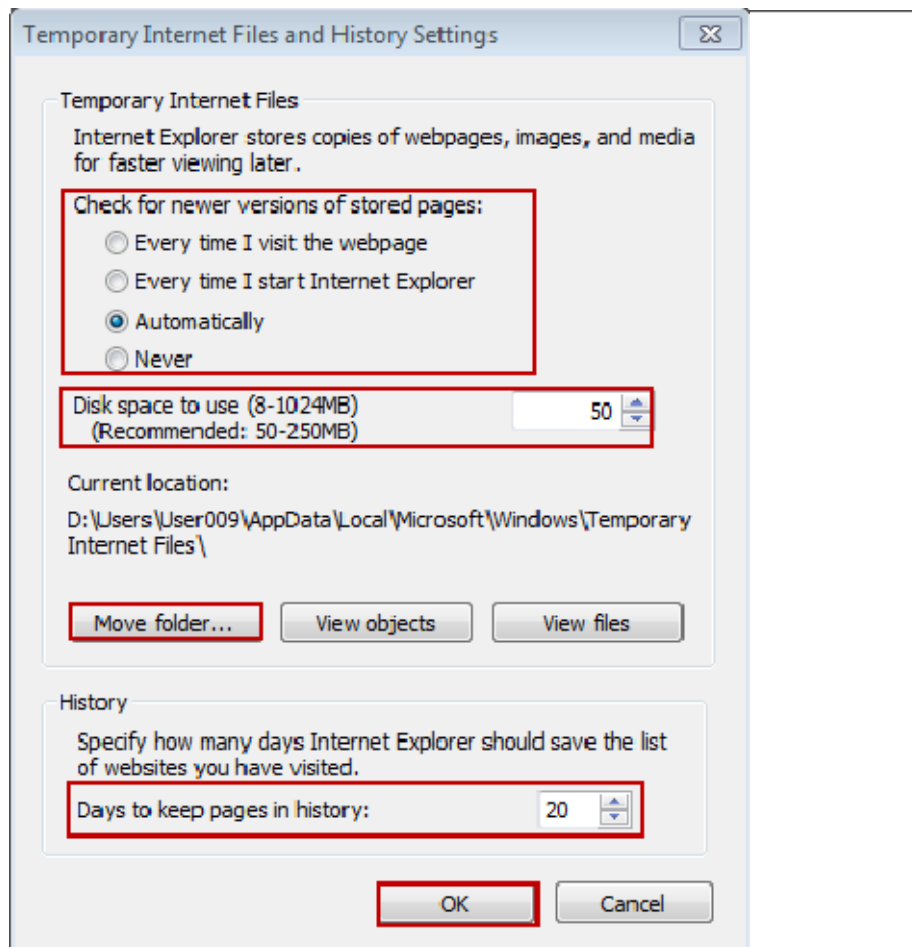 Temporary Internet Files and History Settings
Temporary Internet Files
Internet Explorer stores copies of webpages, images, and media
for faster viewing later.
Check for newer versions of stored pages:
Every time I visit the webpage
Every time I start Internet Explorer
Automatically
Never
Disk space to use (8-1024MB) 50
(Recommended: 50-250MB)
Current location:
D:\Users\User009\AppData\Local\Microsoft\Windows\Temporary
Internet Files\
Move folder... View objects View files
History
Specify how many days Internet Explorer should save the list
of websites you have visited.
Days to keep pages in history: 20
OK Cancel